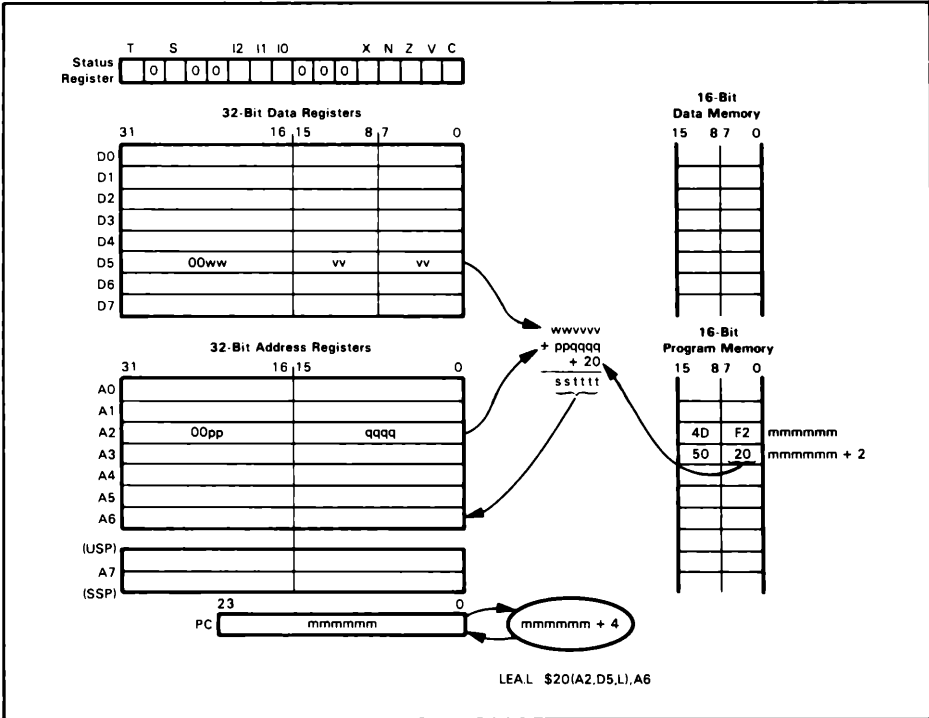 T S I2 I1 I0 X N Z V C
Status
Register
0 0 0 0 0 0
32-Bit Data Registers
31 16 15 8 7 0
D0
D1
D2
D3
D4
D5 00ww vv vv
D6
D7
16-Bit
Data Memory
15 8 7 0
wwvvvv
+ ppqqqq
+ 20
sstttt
32-Bit Address Registers
31 16 15 0
A0
A1
A2 00pp qqqq
A3
A4
A5
A6
(USP)
A7
(SSP)
16-Bit
Program Memory
15 8 7 0
4D F2 mmmmmm
50 20 mmmmmm + 2
23 0
PC mmmmmm
mmmmmm + 4
LEA.L $20(A2,D5,L),A6